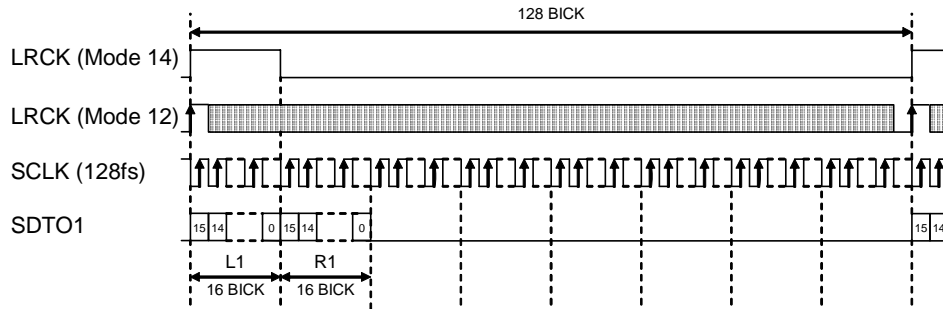 128 BICK
LRCK (Mode 14)
LRCK (Mode 12)
SCLK (128fs)
SDTO1
15 14 0 15 14 0 15 14
L1 R1
16 BICK 16 BICK